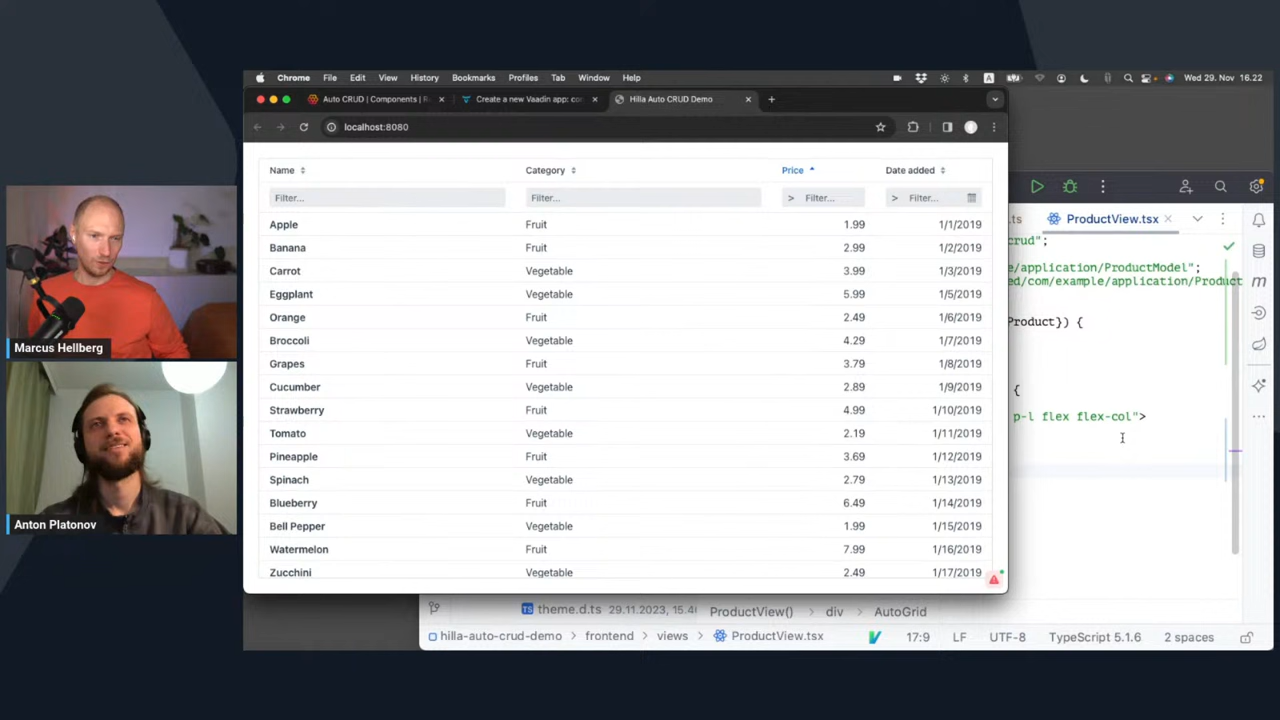 Chrome File Edit View History Bookmarks Profiles Tab Window Help
A
Wed 29. Nov 16.22
Auto CRUD | Components | R
Create a new Vaadin app: co
Hilla Auto CRUD Demo
localhost:8080
Name Category Price Date added
Filter... Filter... > Filter... > Filter...
Apple Fruit 1.99 1/1/2019
Banana Fruit 2.99 1/2/2019
Carrot Vegetable 3.99 1/3/2019
Eggplant Vegetable 5.99 1/5/2019
Orange Fruit 2.49 1/6/2019
Broccoli Vegetable 4.29 1/7/2019
Grapes Fruit 3.79 1/8/2019
Cucumber Vegetable 2.89 1/9/2019
Strawberry Fruit 4.99 1/10/2019
Tomato Vegetable 2.19 1/11/2019
Pineapple Fruit 3.69 1/12/2019
Spinach Vegetable 2.79 1/13/2019
Blueberry Fruit 6.49 1/14/2019
Bell Pepper Vegetable 1.99 1/15/2019
Watermelon Fruit 7.99 1/16/2019
Zucchini Vegetable 2.49 1/17/2019
.ts
ProductView.tsx
crud";
e/application/ProductModel";
ed/com/example/application/Product
Product}) {
{
p-l flex flex-col">
m
Marcus Hellberg
Anton Platonov
TS theme.d.ts 29.11.2023, 15.4
ProductView() > div > AutoGrid
hilla-auto-crud-demo > frontend > views > ProductView.tsx
17:9 LF UTF-8 TypeScript 5.1.6 2 spaces